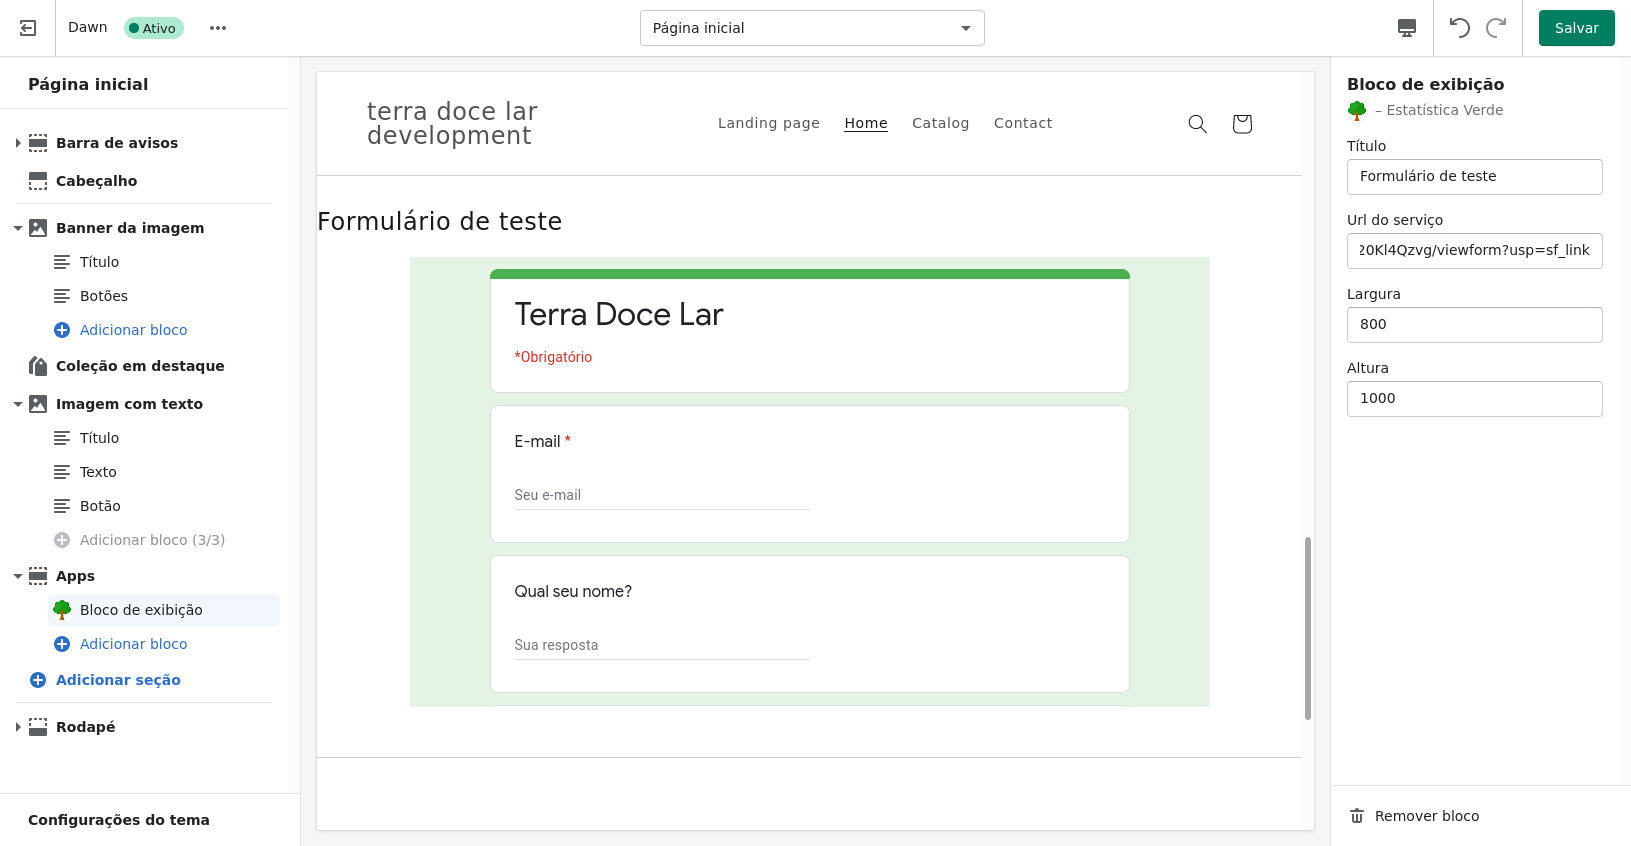 Dawn
Ativo
Página inicial
Salvar
Página inicial
Barra de avisos
Cabeçalho
Banner da imagem
Título
Botões
Adicionar bloco
Coleção em destaque
Imagem com texto
Título
Texto
Botão
Adicionar bloco (3/3)
Apps
Bloco de exibição
Adicionar bloco
Adicionar seção
Rodapé
Configurações do tema
terra doce lar
development
Landing page
Home
Catalog
Contact
Formulário de teste
Terra Doce Lar
*Obrigatório
E-mail *
Seu e-mail
Qual seu nome?
Sua resposta
Bloco de exibição
– Estatística Verde
Título
Formulário de teste
Url do serviço
20Kl4Qzvg/viewform?usp=sf_link
Largura
800
Altura
1000
Remover bloco